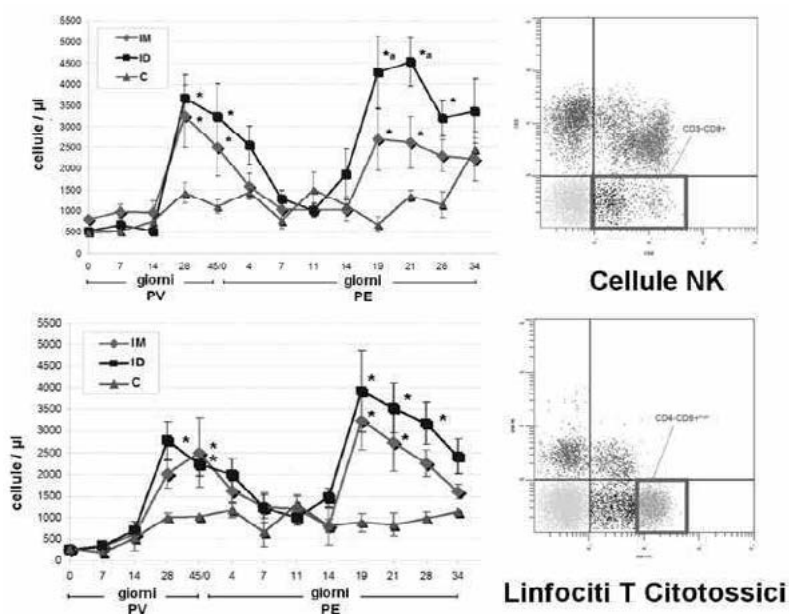 5500
5000
4500
4000
3500
3000
2500
2000
1500
1000
500
0
cellule / µl
IM
ID
C
*
*
*
*
*a
*a
*
*
*
0 7 14 28 45/0 4 7 11 14 19 21 28 34
giorni giorni
PV PE
CD3-CD8+
Cellule NK
5500
5000
4500
4000
3500
3000
2500
2000
1500
1000
500
0
cellule / µl
IM
ID
C
*
*
*
*
*
*
*
*
0 7 14 28 45/0 4 7 11 14 19 21 28 34
giorni giorni
PV PE
Linfociti T Citotossici